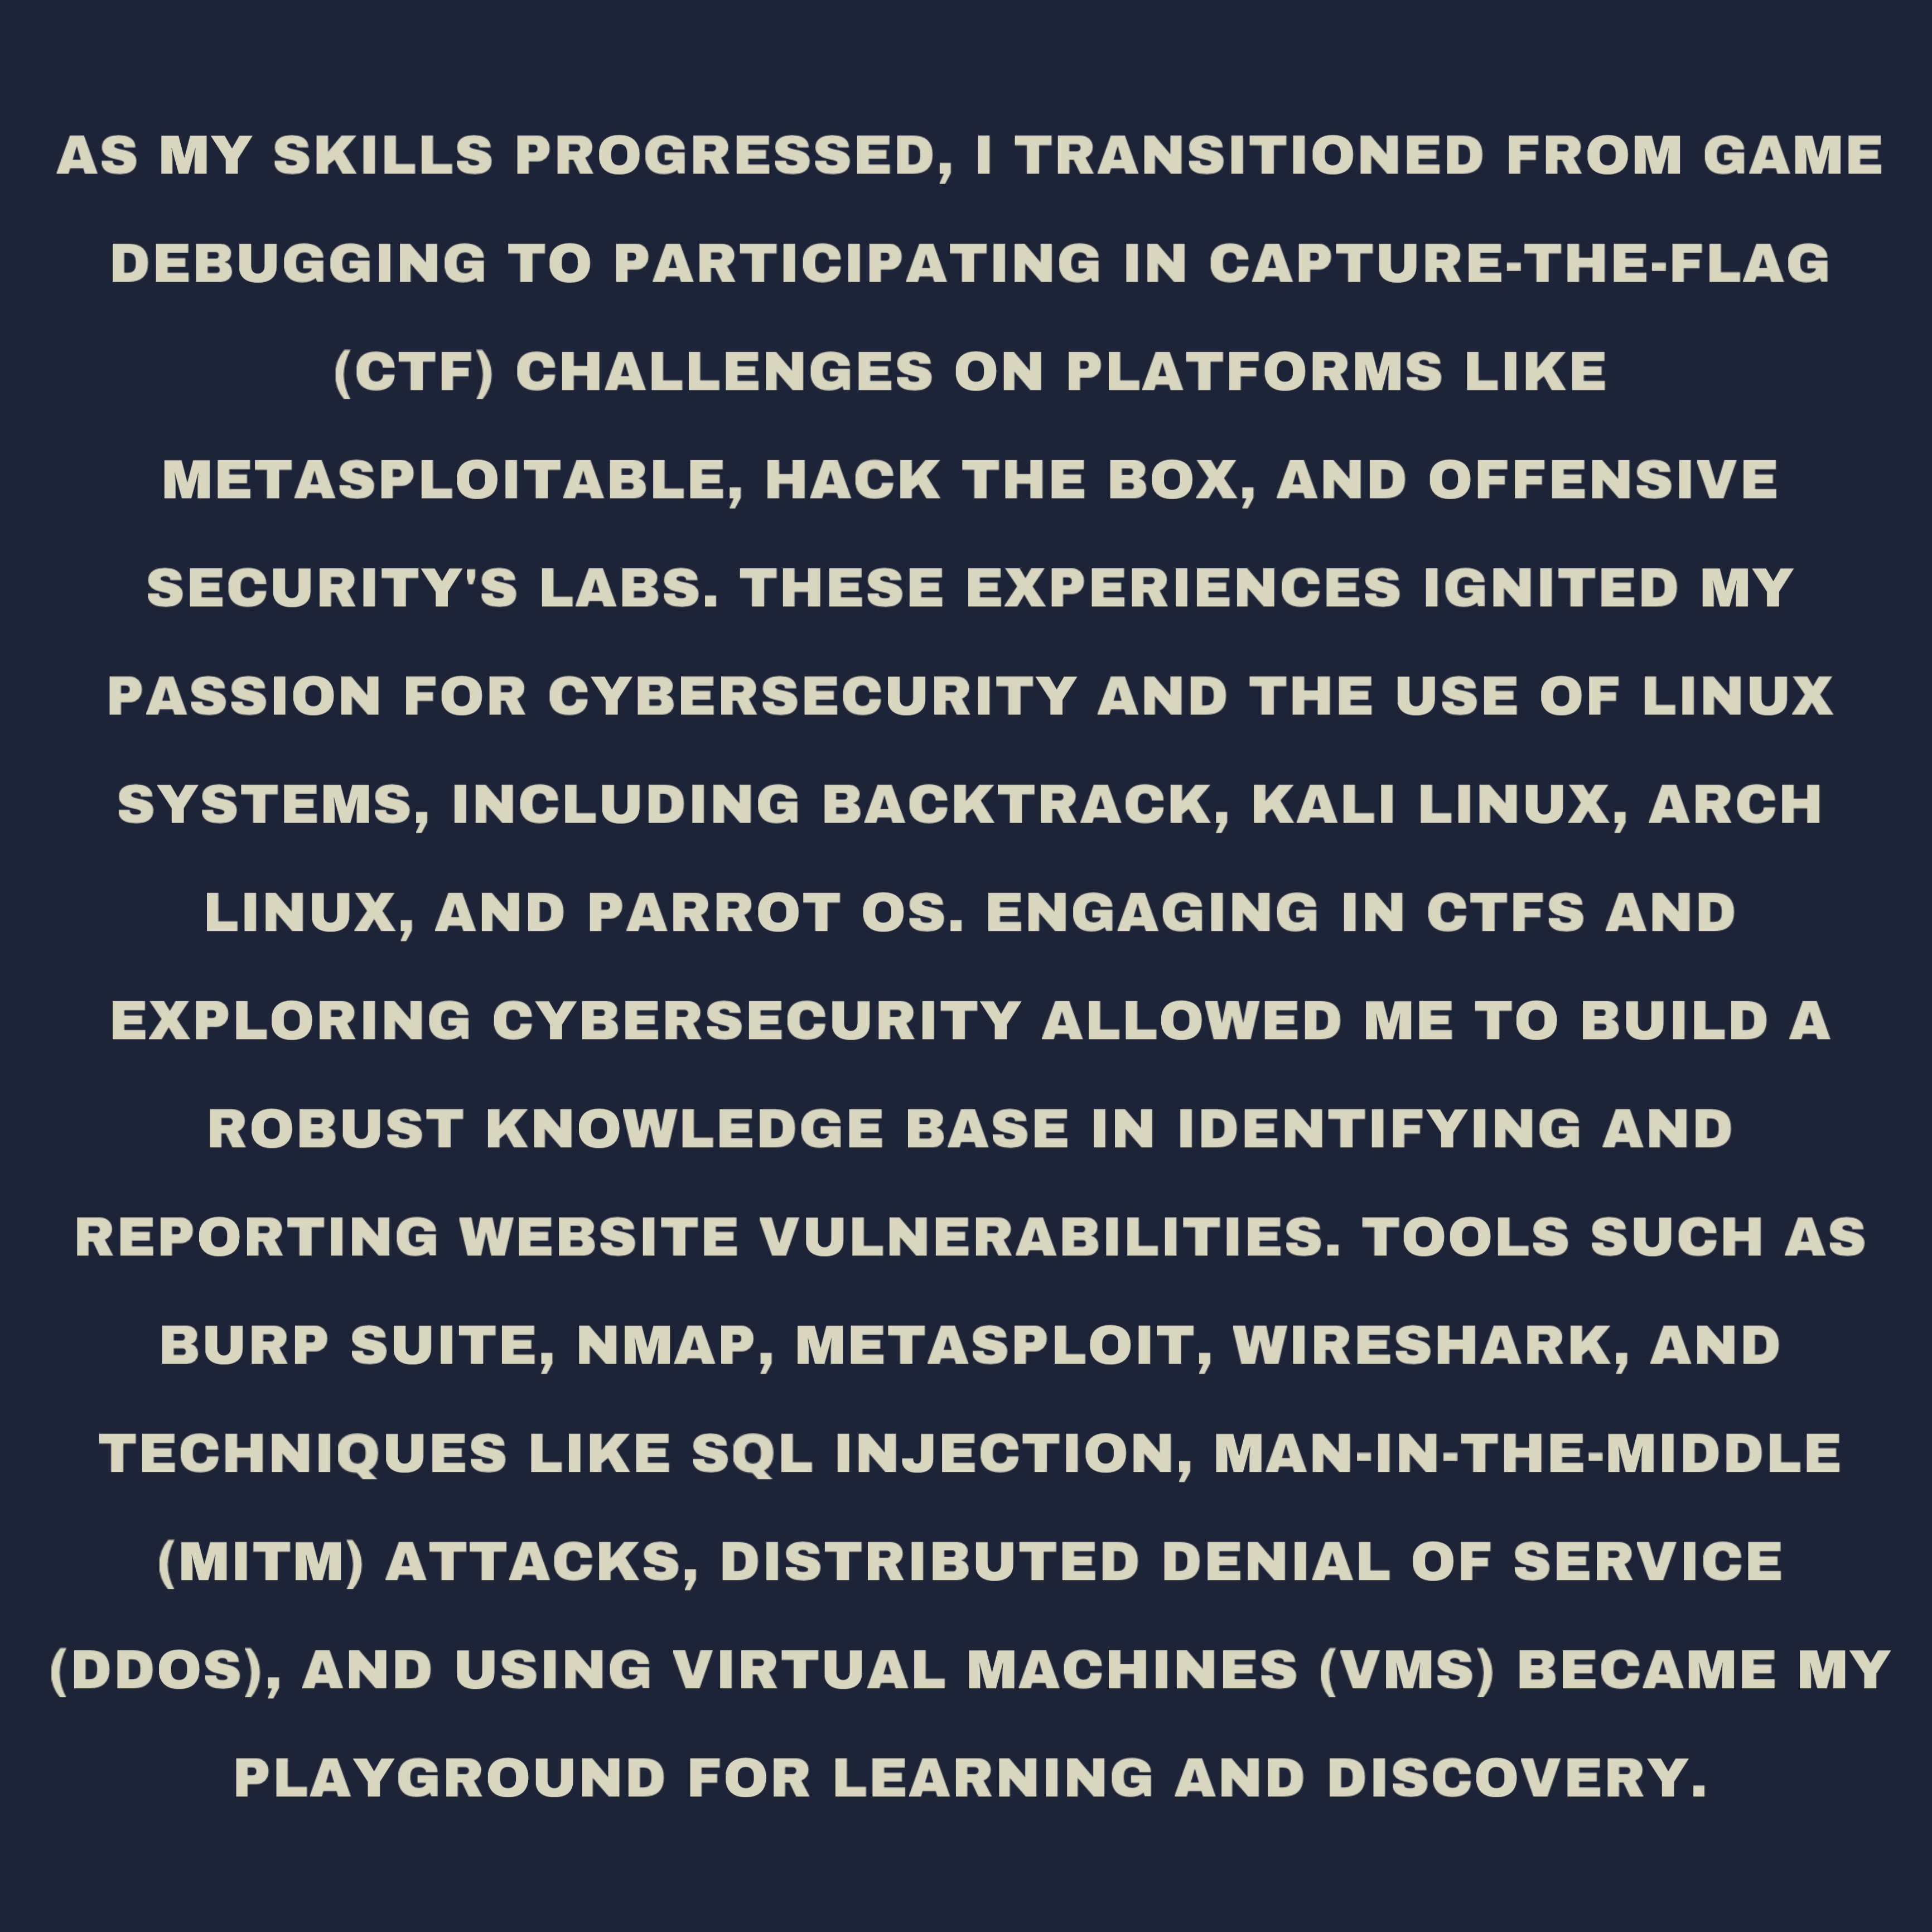 AS MY SKILLS PROGRESSED, I TRANSITIONED FROM GAME
DEBUGGING TO PARTICIPATING IN CAPTURE-THE-FLAG
(CTF) CHALLENGES ON PLATFORMS LIKE
METASPLOITABLE, HACK THE BOX, AND OFFENSIVE
SECURITY'S LABS. THESE EXPERIENCES IGNITED MY
PASSION FOR CYBERSECURITY AND THE USE OF LINUX
SYSTEMS, INCLUDING BACKTRACK, KALI LINUX, ARCH
LINUX, AND PARROT OS. ENGAGING IN CTFS AND
EXPLORING CYBERSECURITY ALLOWED ME TO BUILD A
ROBUST KNOWLEDGE BASE IN IDENTIFYING AND
REPORTING WEBSITE VULNERABILITIES. TOOLS SUCH AS
BURP SUITE, NMAP, METASPLOIT, WIRESHARK, AND
TECHNIQUES LIKE SQL INJECTION, MAN-IN-THE-MIDDLE
(MITM) ATTACKS, DISTRIBUTED DENIAL OF SERVICE
(DDOS), AND USING VIRTUAL MACHINES (VMS) BECAME MY
PLAYGROUND FOR LEARNING AND DISCOVERY.